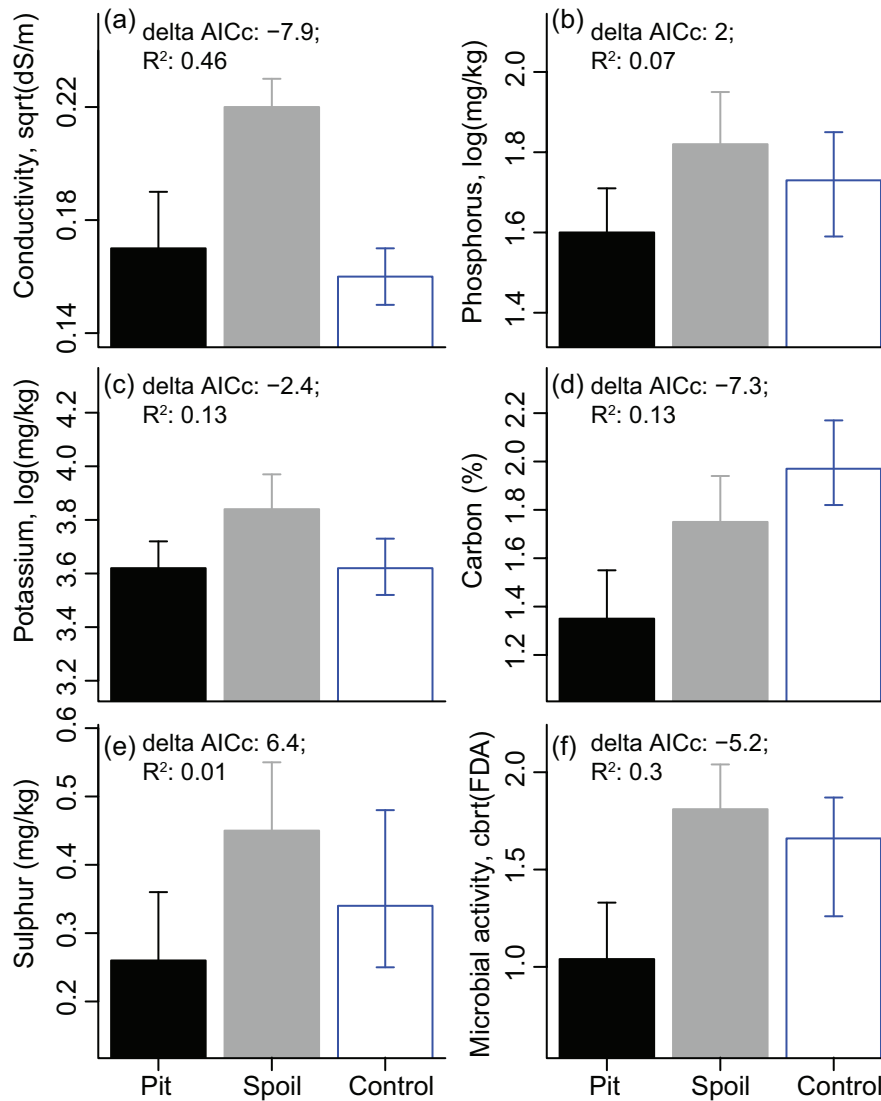 (a) delta AICc: −7.9;
R²: 0.46
Conductivity, sqrt(dS/m)
0.22
0.18
0.14
(b) delta AICc: 2;
R²: 0.07
Phosphorus, log(mg/kg)
2.0
1.8
1.6
1.4
(c) delta AICc: −2.4;
R²: 0.13
Potassium, log(mg/kg)
4.2
4.0
3.8
3.6
3.4
3.2
(d) delta AICc: −7.3;
R²: 0.13
Carbon (%)
2.2
2.0
1.8
1.6
1.4
1.2
(e) delta AICc: 6.4;
R²: 0.01
Sulphur (mg/kg)
0.6
0.5
0.4
0.3
0.2
Pit Spoil Control
(f) delta AICc: −5.2;
R²: 0.3
Microbial activity, cbrt(FDA)
2.0
1.5
1.0
Pit Spoil Control